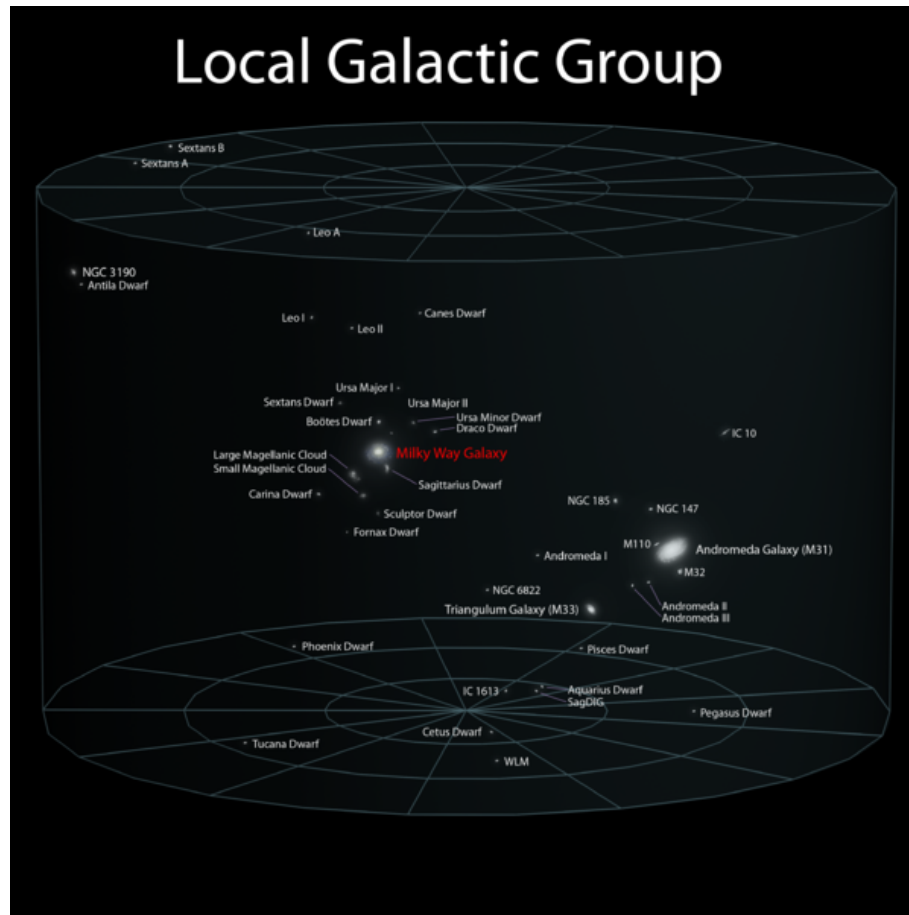 Local Galactic Group
Sextans B
Sextans A
Leo A
NGC 3190
Antila Dwarf
Leo I
Canes Dwarf
Leo II
Ursa Major I
Sextans Dwarf
Ursa Major II
Boötes Dwarf
Ursa Minor Dwarf
Draco Dwarf
IC 10
Milky Way Galaxy
Large Magellanic Cloud
Small Magellanic Cloud
Sagittarius Dwarf
Carina Dwarf
NGC 185
NGC 147
Sculptor Dwarf
Fornax Dwarf
M110
Andromeda Galaxy (M31)
Andromeda I
M32
NGC 6822
Andromeda II
Triangulum Galaxy (M33)
Andromeda III
Phoenix Dwarf
Pisces Dwarf
IC 1613
Aquarius Dwarf
SagDIG
Pegasus Dwarf
Cetus Dwarf
Tucana Dwarf
WLM